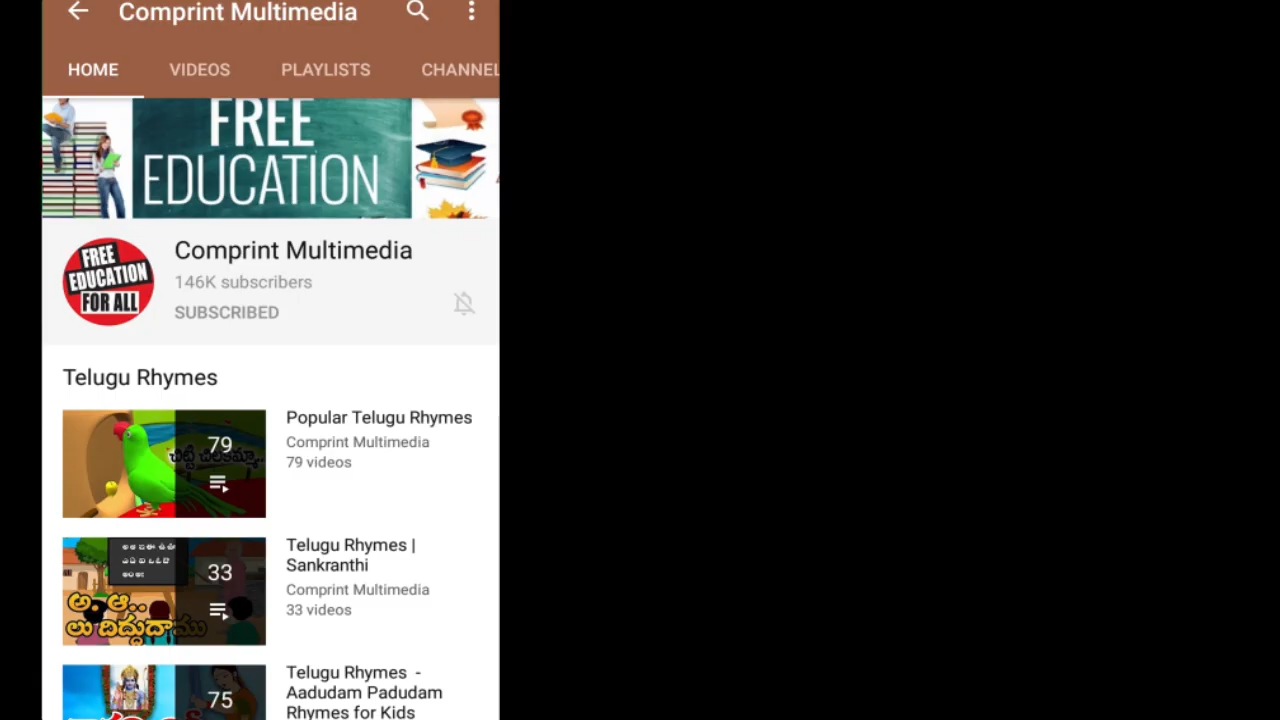 Comprint Multimedia
HOME VIDEOS PLAYLISTS CHANNEL
FREE
EDUCATION
FREE
EDUCATION
FOR ALL
Comprint Multimedia
146K subscribers
SUBSCRIBED
Telugu Rhymes
79
చిట్టి చిలకమ్మా..
Popular Telugu Rhymes
Comprint Multimedia
79 videos
33
అ. ఆ..
లు దిద్దుదాము
Telugu Rhymes |
Sankranthi
Comprint Multimedia
33 videos
75
Telugu Rhymes -
Aadudam Padudam
Rhymes for Kids